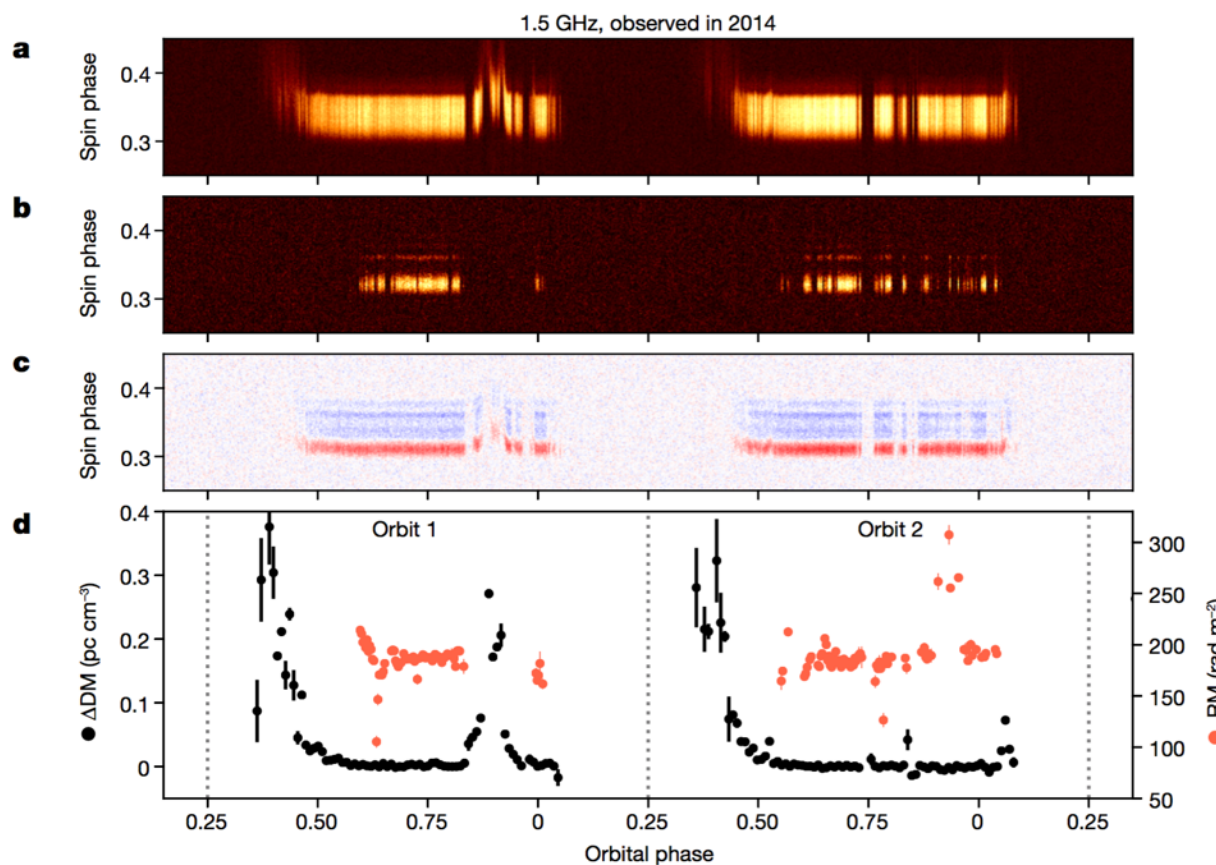 1.5 GHz, observed in 2014
a
Spin phase
0.4
0.3
b
Spin phase
0.4
0.3
c
Spin phase
0.4
0.3
d
Orbit 1
Orbit 2
ΔDM (pc cm⁻³)
0.4
0.3
0.2
0.1
0
RM (rad m⁻²)
300
250
200
150
100
50
0.25 0.50 0.75 0 0.25 0.50 0.75 0 0.25
Orbital phase